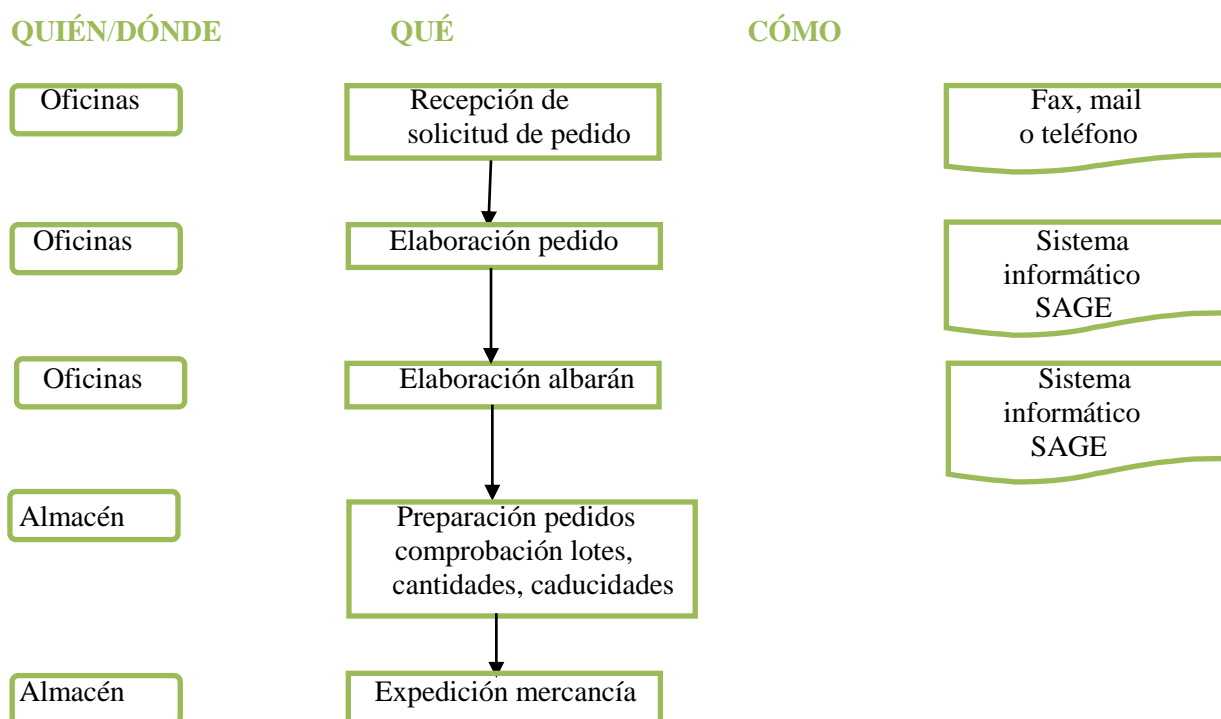 QUIÉN/DÓNDE QUÉ CÓMO
Oficinas
Recepción de
solicitud de pedido
Fax, mail
o teléfono
Oficinas
Elaboración pedido
Sistema
informático
SAGE
Oficinas
Elaboración albarán
Sistema
informático
SAGE
Almacén
Preparación pedidos
comprobación lotes,
cantidades, caducidades
Almacén
Expedición mercancía